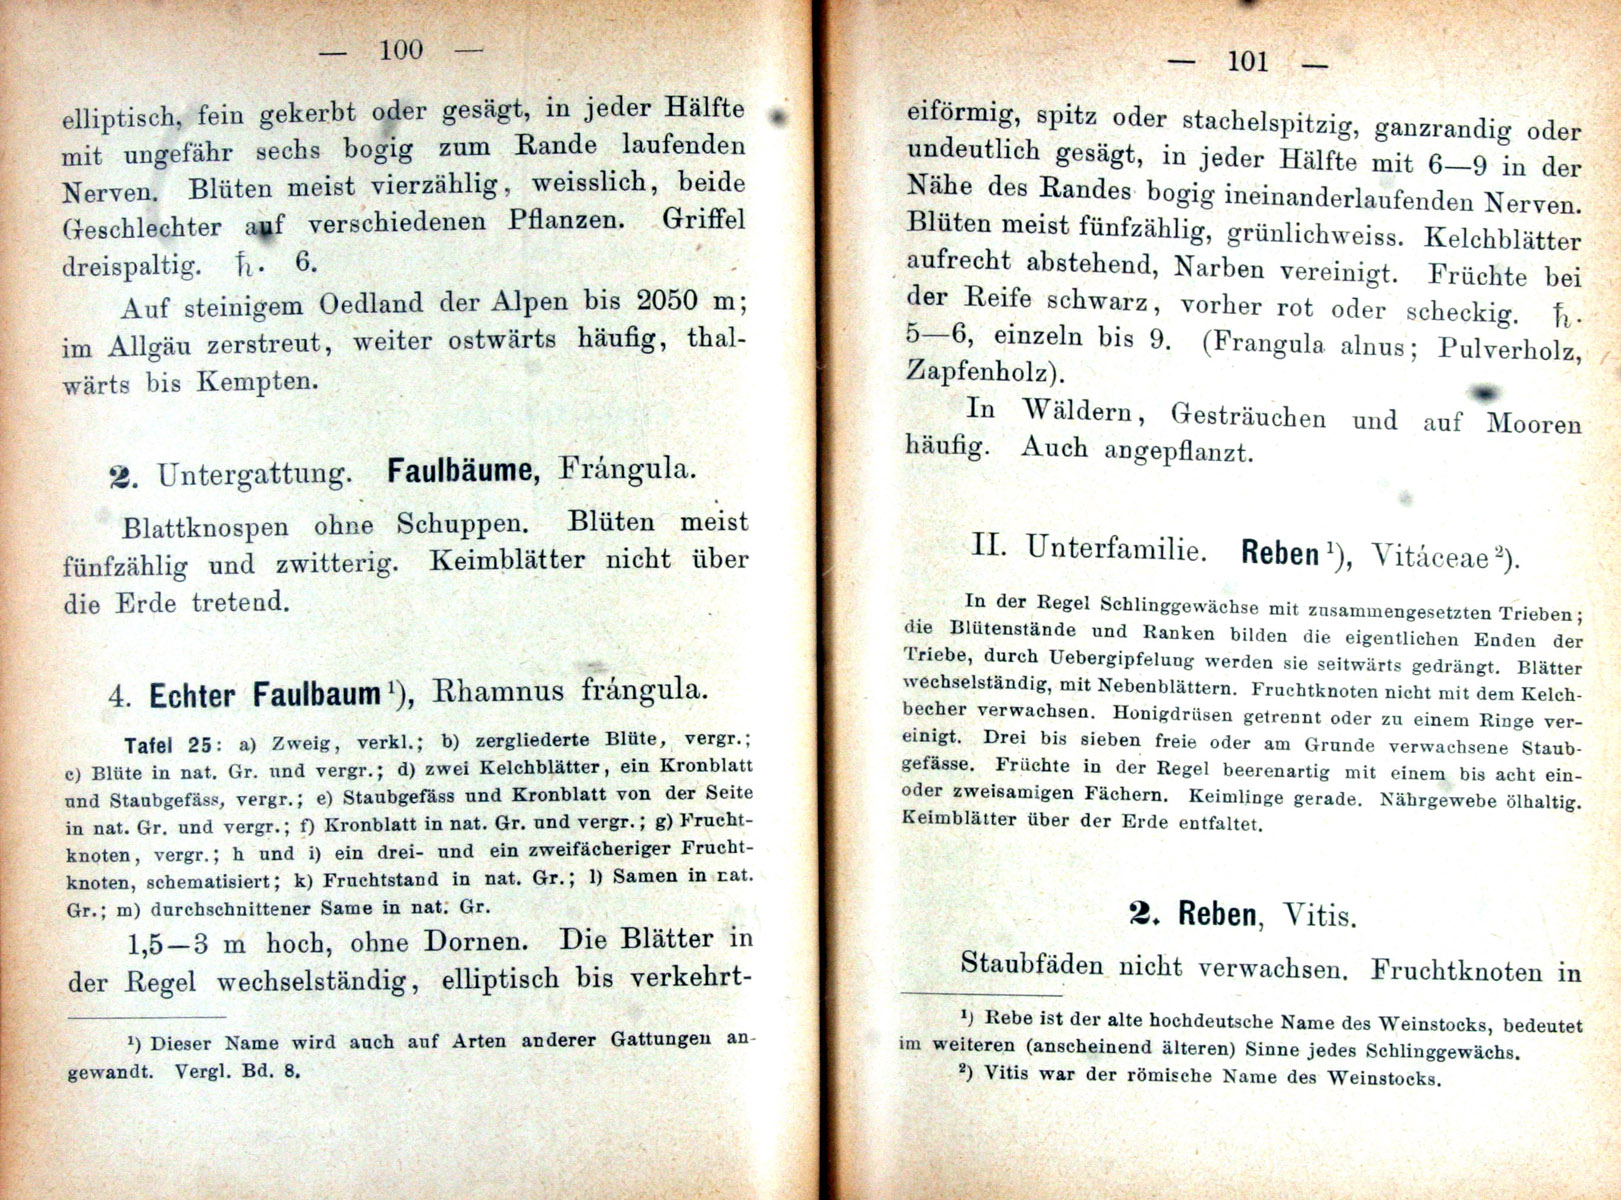 — 100 —
elliptisch, fein gekerbt oder gesägt, in jeder Hälfte
mit ungefähr sechs bogig zum Rande laufenden
Nerven. Blüten meist vierzählig, weisslich, beide
Geschlechter auf verschiedenen Pflanzen. Griffel
dreispaltig. ℏ. 6.
Auf steinigem Oedland der Alpen bis 2050 m;
im Allgäu zerstreut, weiter ostwärts häufig, thal-
wärts bis Kempten.
2. Untergattung. Faulbäume, Frángula.
Blattknospen ohne Schuppen. Blüten meist
fünfzählig und zwitterig. Keimblätter nicht über
die Erde tretend.
4. Echter Faulbaum ¹), Rhamnus frángula.
Tafel 25: a) Zweig, verkl.; b) zergliederte Blüte, vergr.;
c) Blüte in nat. Gr. und vergr.; d) zwei Kelchblätter, ein Kronblatt
und Staubgefäss, vergr.; e) Staubgefäss und Kronblatt von der Seite
in nat. Gr. und vergr.; f) Kronblatt in nat. Gr. und vergr.; g) Frucht-
knoten, vergr.; h und i) ein drei- und ein zweifächeriger Frucht-
knoten, schematisiert; k) Fruchtstand in nat. Gr.; l) Samen in nat.
Gr.; m) durchschnittener Same in nat. Gr.
1,5—3 m hoch, ohne Dornen. Die Blätter in
der Regel wechselständig, elliptisch bis verkehrt-
¹) Dieser Name wird auch auf Arten anderer Gattungen an-
gewandt. Vergl. Bd. 8.
— 101 —
eiförmig, spitz oder stachelspitzig, ganzrandig oder
undeutlich gesägt, in jeder Hälfte mit 6—9 in der
Nähe des Randes bogig ineinanderlaufenden Nerven.
Blüten meist fünfzählig, grünlichweiss. Kelchblätter
aufrecht abstehend, Narben vereinigt. Früchte bei
der Reife schwarz, vorher rot oder scheckig. ℏ.
5—6, einzeln bis 9. (Frangula alnus; Pulverholz,
Zapfenholz).
In Wäldern, Gesträuchen und auf Mooren
häufig. Auch angepflanzt.
II. Unterfamilie. Reben ¹), Vitáceae ²).
In der Regel Schlinggewächse mit zusammengesetzten Trieben;
die Blütenstände und Ranken bilden die eigentlichen Enden der
Triebe, durch Uebergipfelung werden sie seitwärts gedrängt. Blätter
wechselständig, mit Nebenblättern. Fruchtknoten nicht mit dem Kelch-
becher verwachsen. Honigdrüsen getrennt oder zu einem Ringe ver-
einigt. Drei bis sieben freie oder am Grunde verwachsene Staub-
gefässe. Früchte in der Regel beerenartig mit einem bis acht ein-
oder zweisamigen Fächern. Keimlinge gerade. Nährgewebe ölhaltig.
Keimblätter über der Erde entfaltet.
2. Reben, Vitis.
Staubfäden nicht verwachsen. Fruchtknoten in
¹) Rebe ist der alte hochdeutsche Name des Weinstocks, bedeutet
im weiteren (anscheinend älteren) Sinne jedes Schlinggewächs.
²) Vitis war der römische Name des Weinstocks.